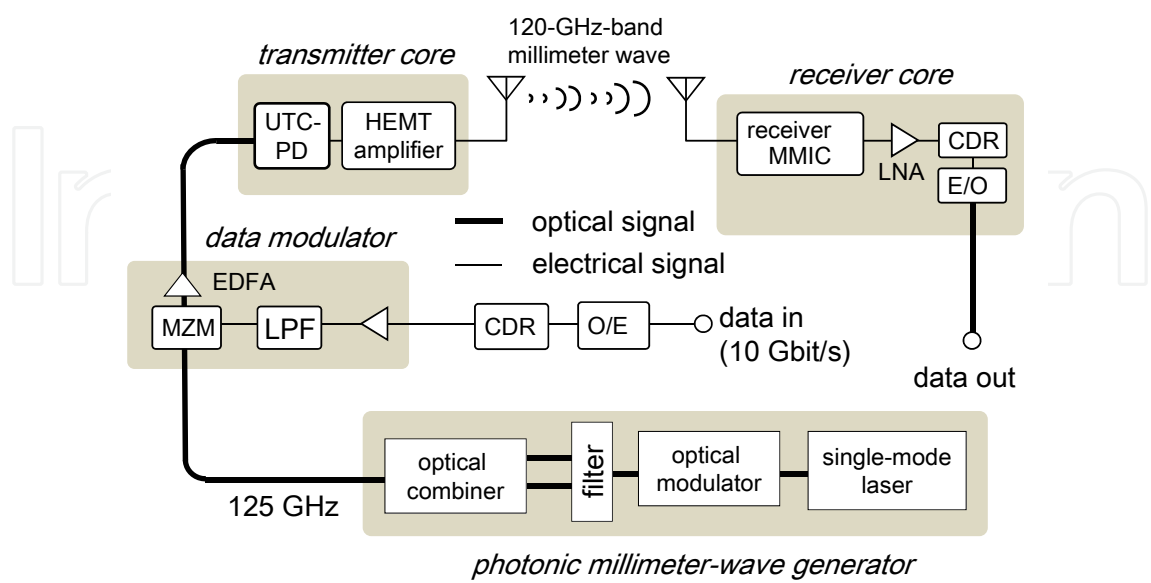 120-GHz-band
millimeter wave
transmitter core
receiver core
UTC-
PD
HEMT
amplifier
receiver
MMIC
LNA
CDR
E/O
optical signal
electrical signal
data modulator
EDFA
MZM
LPF
CDR
O/E
data in
(10 Gbit/s)
data out
125 GHz
optical
combiner
filter
optical
modulator
single-mode
laser
photonic millimeter-wave generator